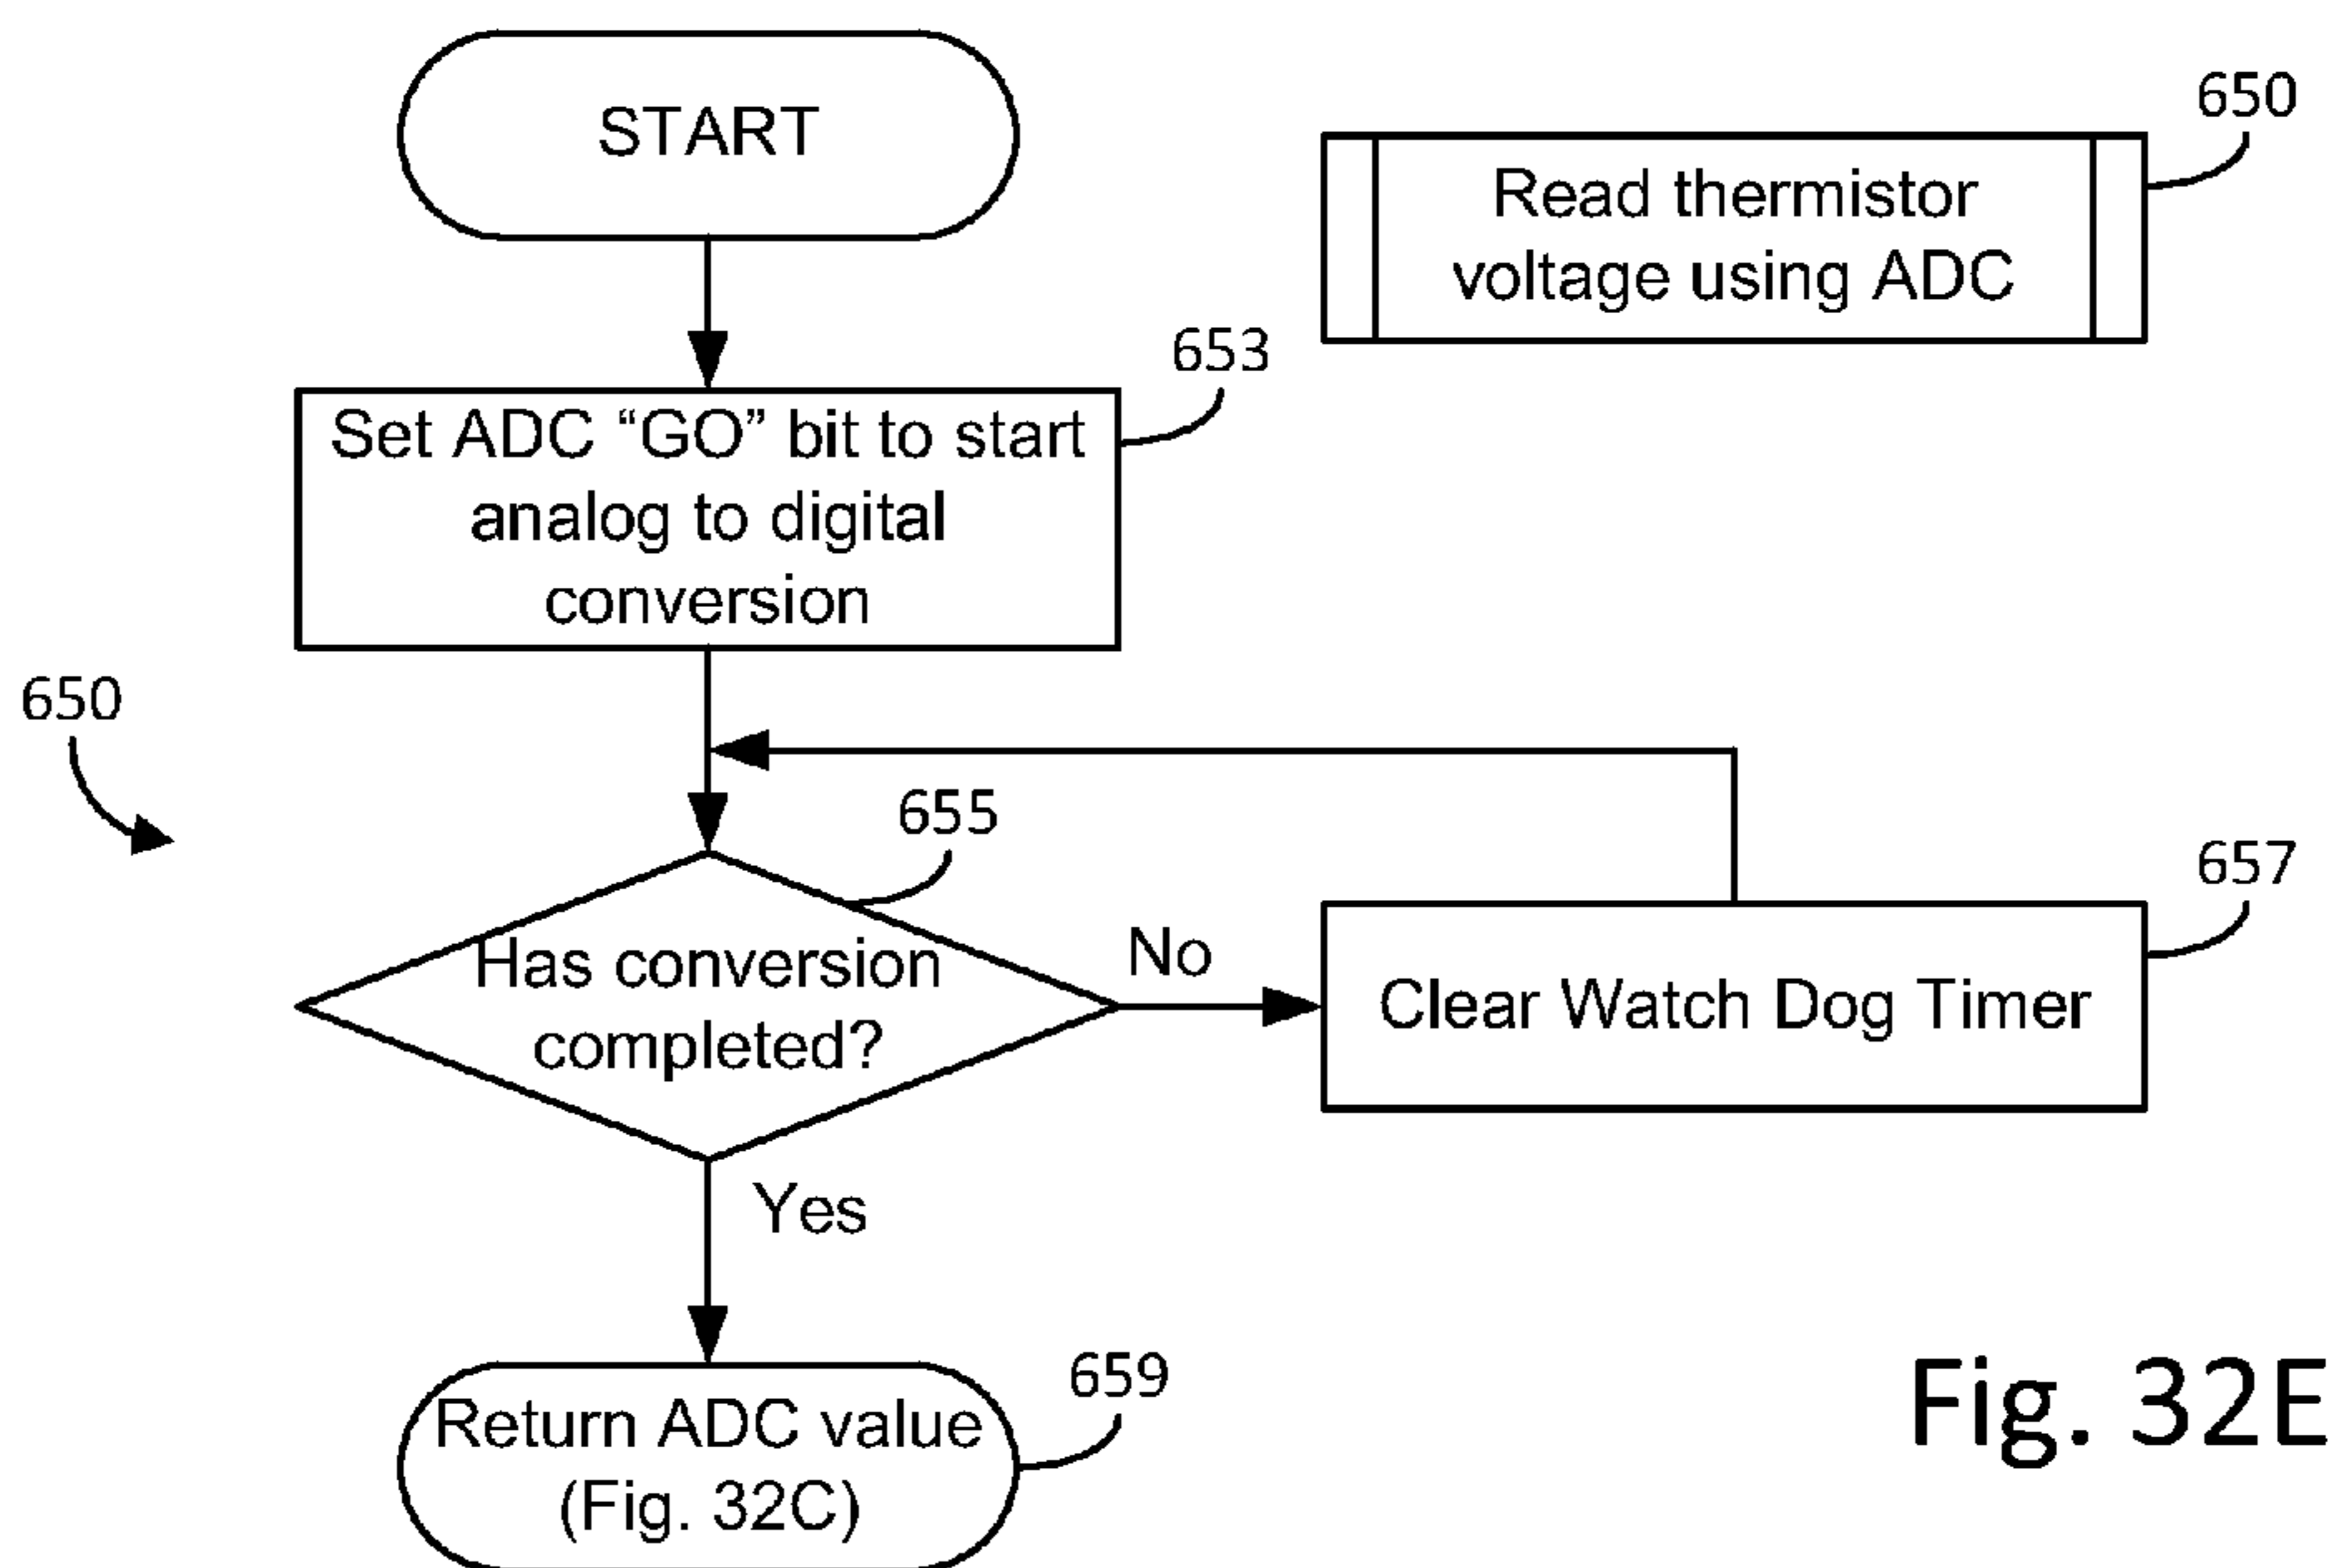 START
650
Read thermistor
voltage using ADC
653
Set ADC “GO” bit to start
analog to digital
conversion
650
655
Has conversion
completed?
No
657
Clear Watch Dog Timer
Yes
659
Return ADC value
(Fig. 32C)
Fig. 32E